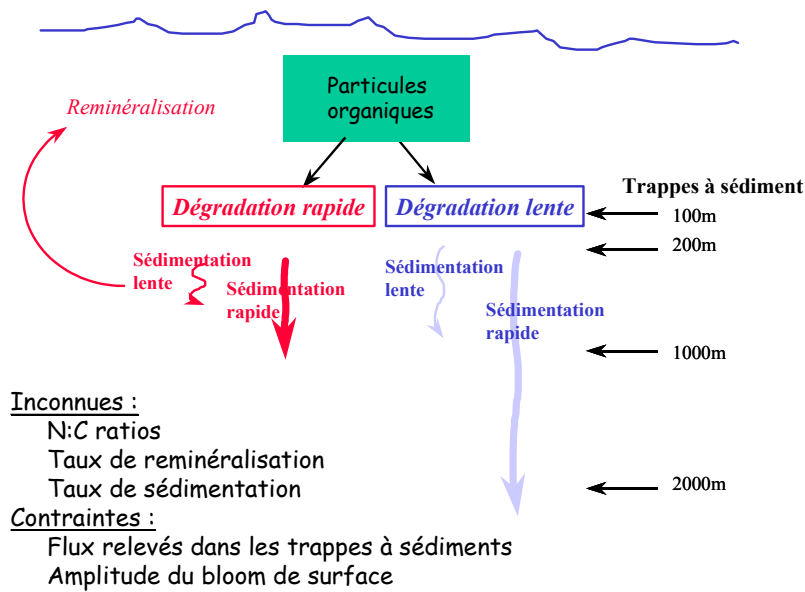 Particules
organiques
Reminéralisation
Trappes à sédiment
Dégradation rapide
Dégradation lente
100m
200m
Sédimentation
lente
Sédimentation
rapide
Sédimentation
lente
Sédimentation
rapide
1000m
Inconnues :
N:C ratios
Taux de reminéralisation
Taux de sédimentation
2000m
Contraintes :
Flux relevés dans les trappes à sédiments
Amplitude du bloom de surface